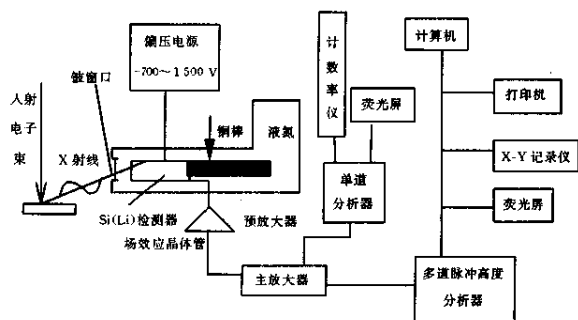 偏压电源
-700～1 500 V
铍窗口
入射
电子
束
X 射线
铜棒
液氮
Si(Li)检测器
场效应晶体管
预放大器
主放大器
计
数
率
仪
荧光屏
单道
分析器
计算机
打印机
X-Y 记录仪
荧光屏
多道脉冲高度
分析器